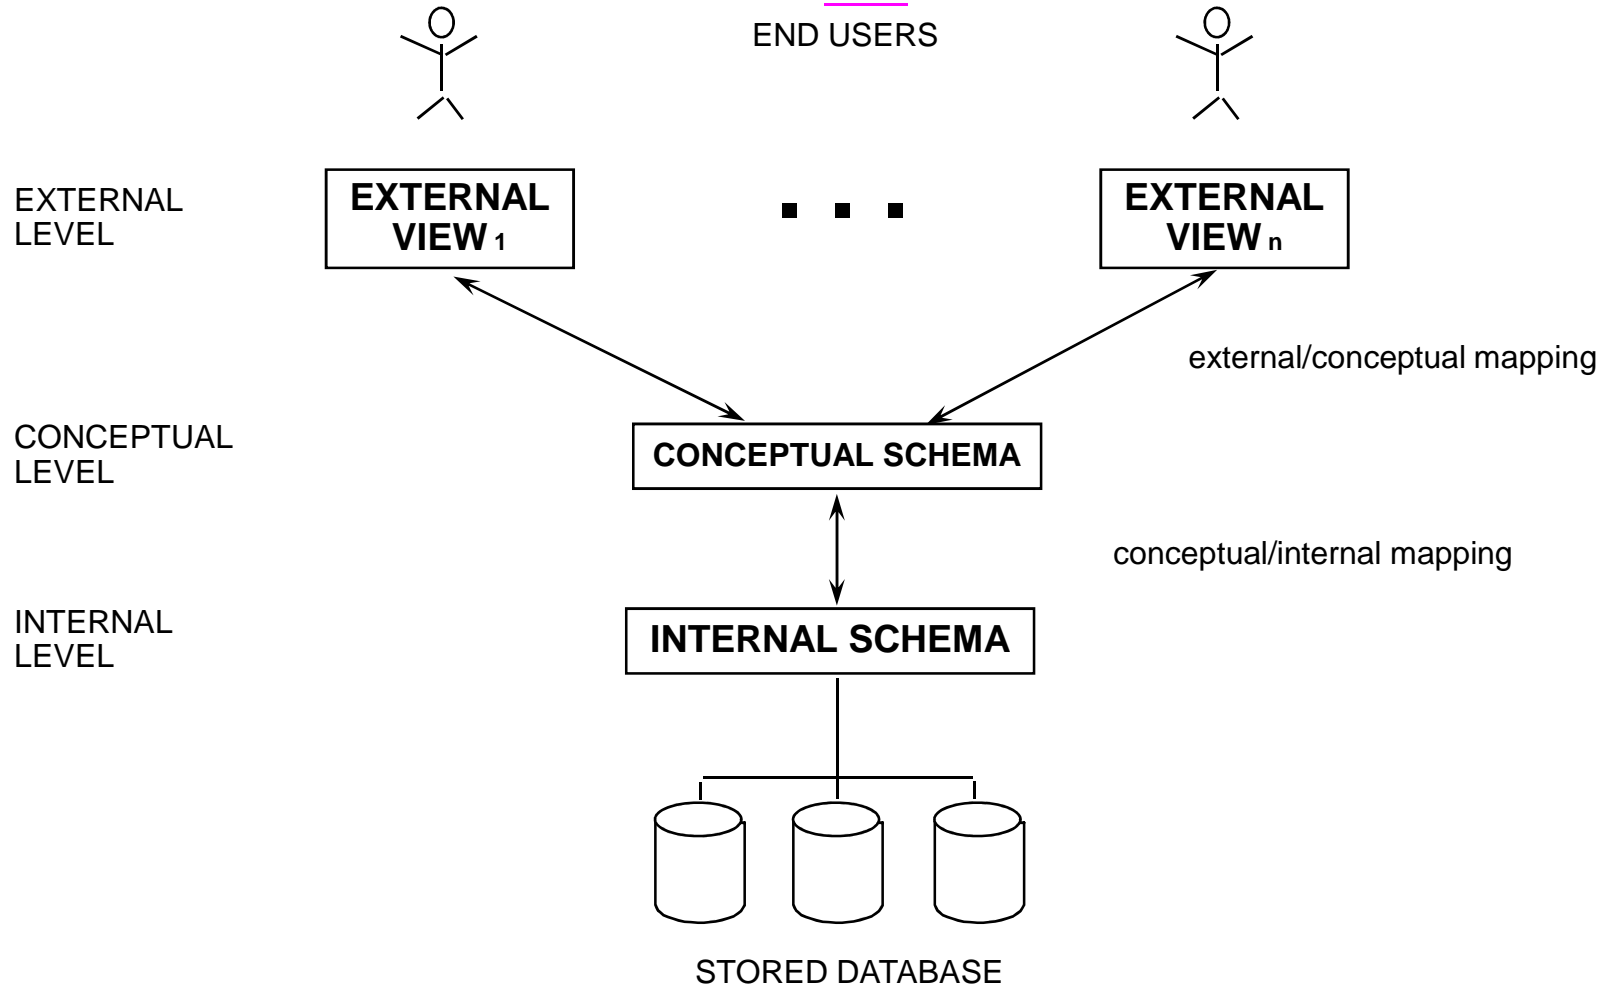 END USERS
EXTERNAL
LEVEL
EXTERNAL
VIEW 1
EXTERNAL
VIEW n
external/conceptual mapping
CONCEPTUAL
LEVEL
CONCEPTUAL SCHEMA
conceptual/internal mapping
INTERNAL
LEVEL
INTERNAL SCHEMA
STORED DATABASE